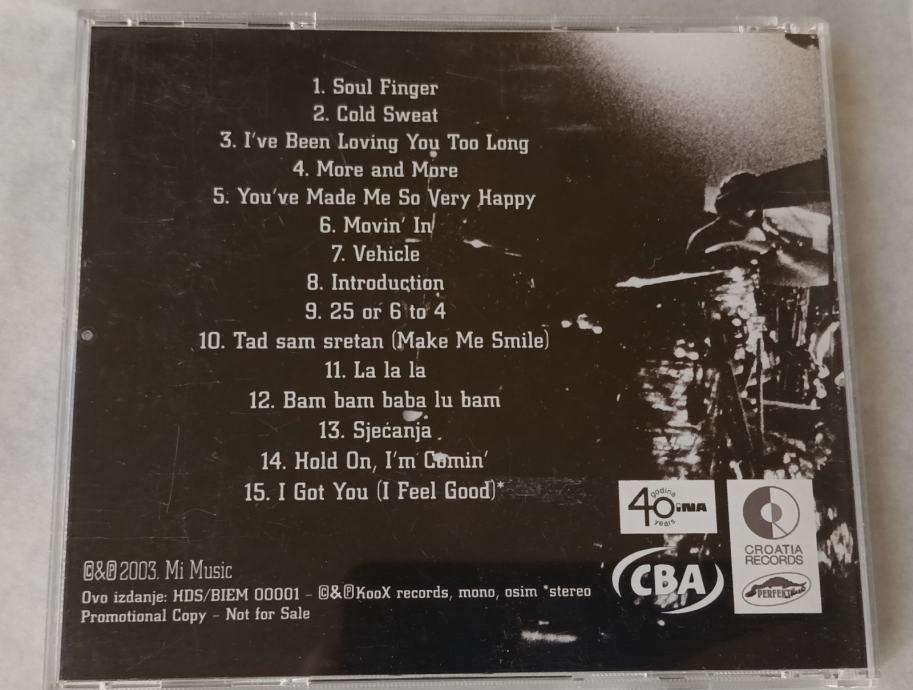 1. Soul Finger
2. Cold Sweat
3. I've Been Loving You Too Long
4. More and More
5. You've Made Me So Very Happy
6. Movin' In
7. Vehicle
8. Introduction
9. 25 or 6 to 4
10. Tad sam sretan (Make Me Smile)
11. La la la
12. Bam bam baba lu bam
13. Sjećanja
14. Hold On, I'm Comin'
15. I Got You (I Feel Good)*
40 godina years INA
CROATIA
RECORDS
CBA
PERFEKT
©&℗ 2003. Mi Music
Ovo izdanje: HDS/BIEM 00001 - ©&℗ KooX records, mono, osim *stereo
Promotional Copy - Not for Sale